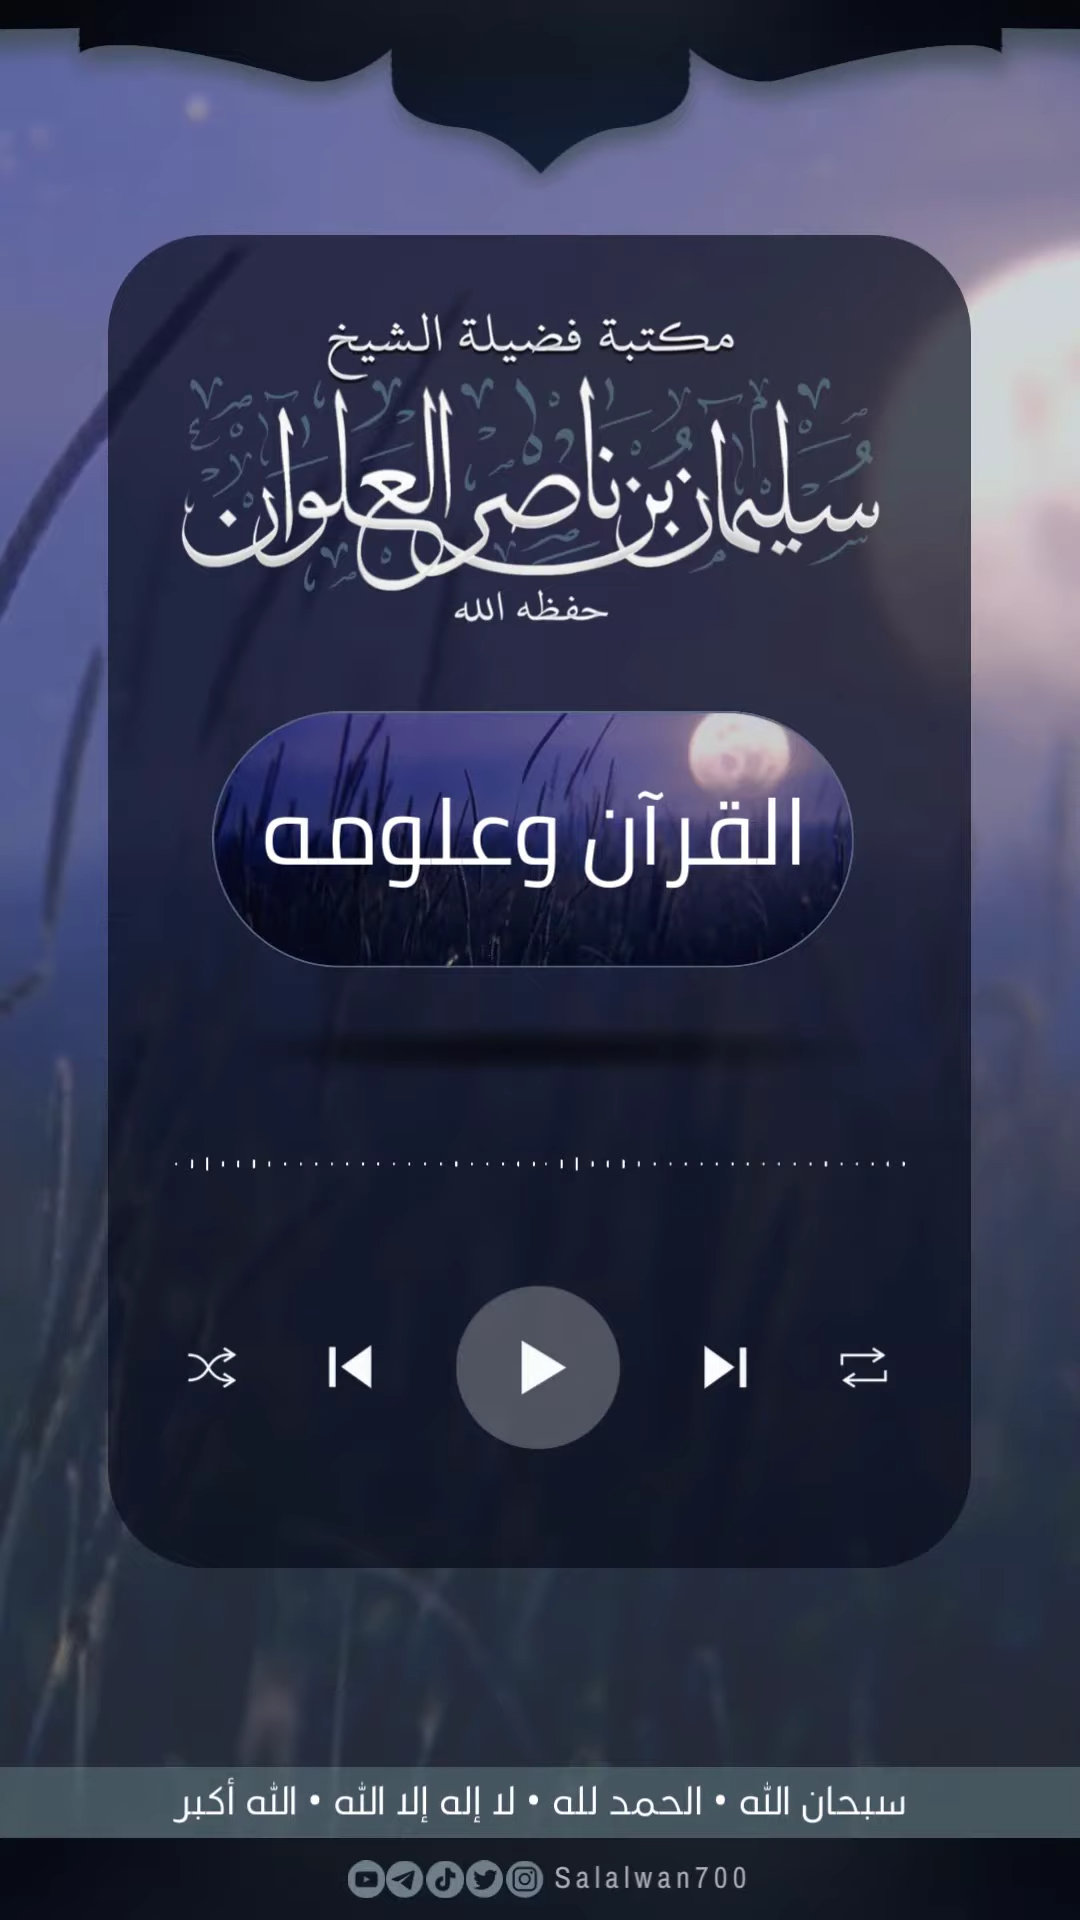 مكتبة فضيلة الشيخ
سليمان بن ناصر العلوان
حفظه الله
القرآن وعلومه
سبحان الله • الحمد لله • لا إله إلا الله • الله أكبر
Salalwan700